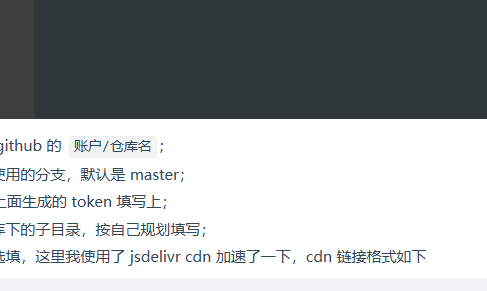 github 的 账户/仓库名；
使用的分支，默认是 master；
上面生成的 token 填写上；
库下的子目录，按自己规划填写；
选填，这里我使用了 jsdelivr cdn 加速了一下，cdn 链接格式如下